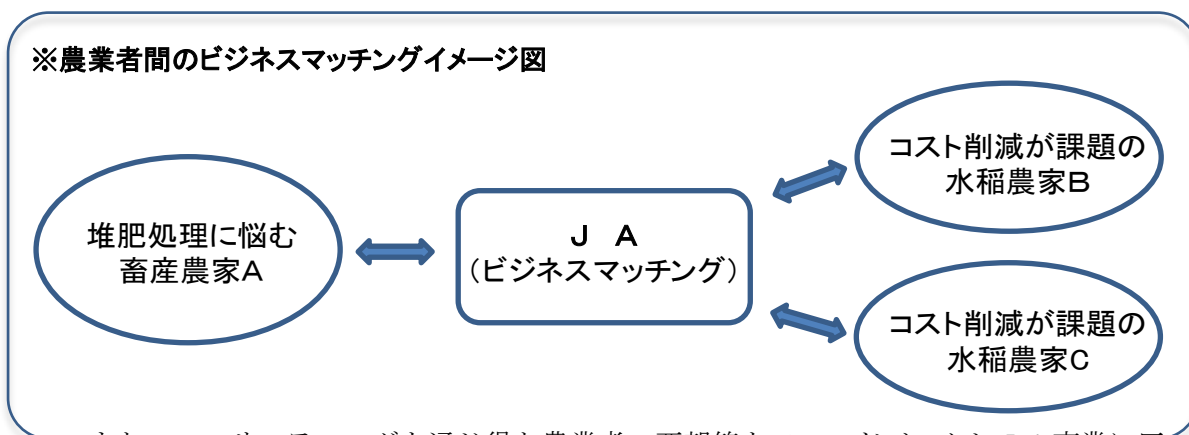 ※農業者間のビジネスマッチングイメージ図
堆肥処理に悩む
畜産農家A
J A
(ビジネスマッチング)
コスト削減が課題の
水稲農家B
コスト削減が課題の
水稲農家C